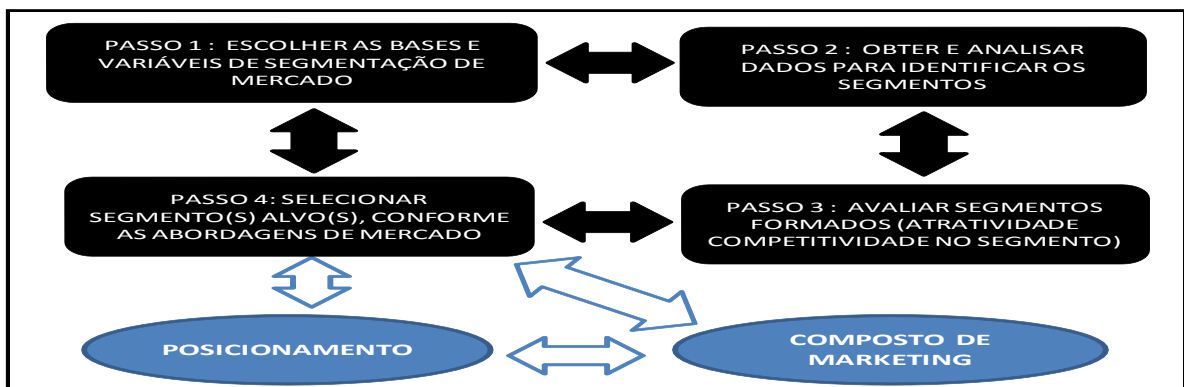 PASSO 1 : ESCOLHER AS BASES E
VARIÁVEIS DE SEGMENTAÇÃO DE
MERCADO
PASSO 2 : OBTER E ANALISAR
DADOS PARA IDENTIFICAR OS
SEGMENTOS
PASSO 4: SELECIONAR
SEGMENTO(S) ALVO(S), CONFORME
AS ABORDAGENS DE MERCADO
PASSO 3 : AVALIAR SEGMENTOS
FORMADOS (ATRATIVIDADE
COMPETITIVIDADE NO SEGMENTO)
POSICIONAMENTO
COMPOSTO DE
MARKETING